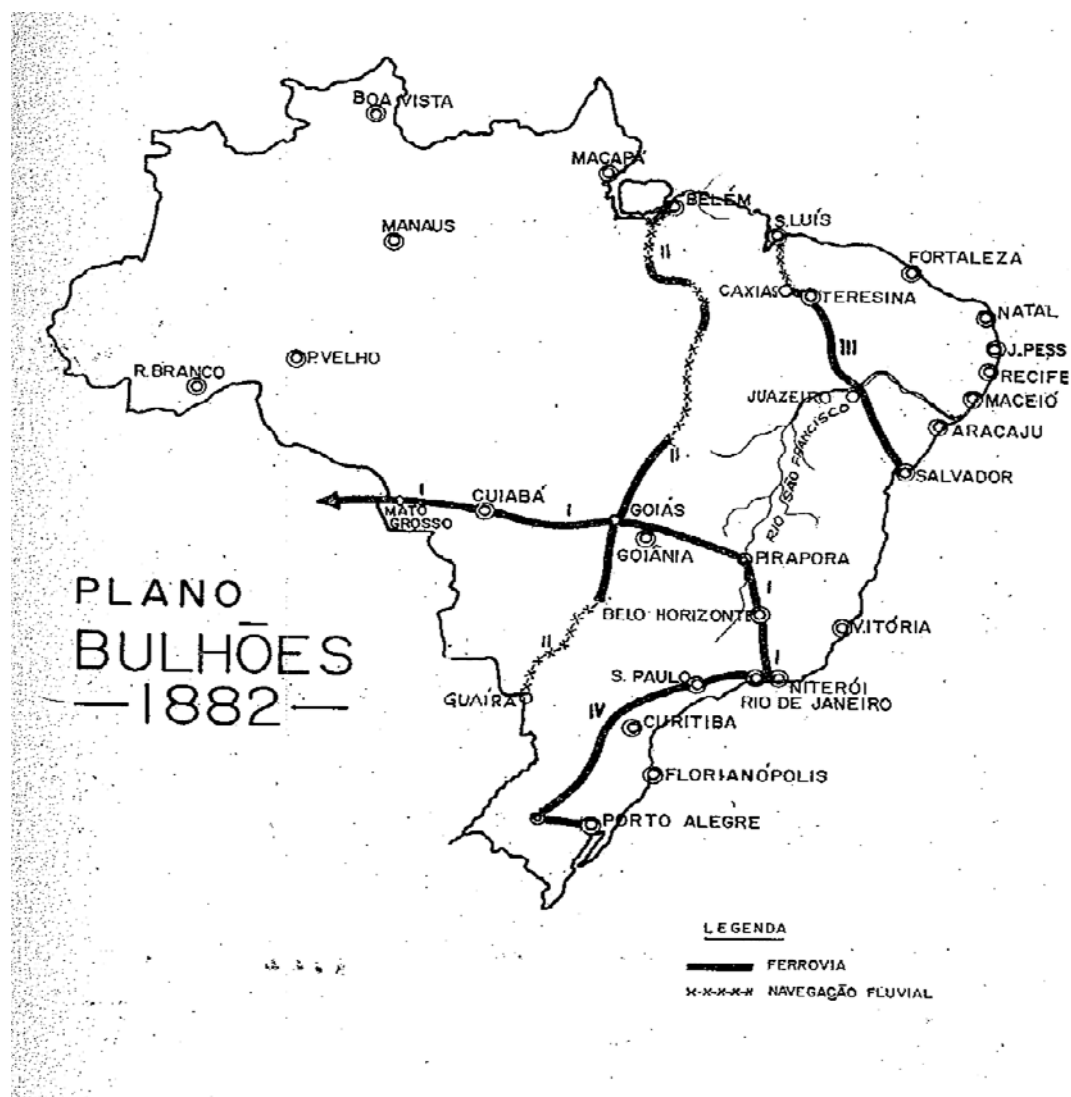 BOA VISTA
MACAPÁ
BELÉM
MANAUS
S. LUÍS
II
FORTALEZA
CAXIAS
TERESINA
NATAL
III
P. VELHO
J. PESS
R. BRANCO
RECIFE
JUAZEIRO
MACEIÓ
RIO SÃO FRANCISCO
ARACAJU
II
SALVADOR
I
CUIABÁ
I
GOIÁS
MATO
GROSSO
GOIÂNIA
PIRAPORA
PLANO
BULHÕES
—1882—
I
BELO HORIZONTE
VITÓRIA
II
I
S. PAULO
NITERÓI
GUAÍRA
RIO DE JANEIRO
IV
CURITIBA
FLORIANÓPOLIS
PORTO ALEGRE
LEGENDA
FERROVIA
NAVEGAÇÃO FLUVIAL